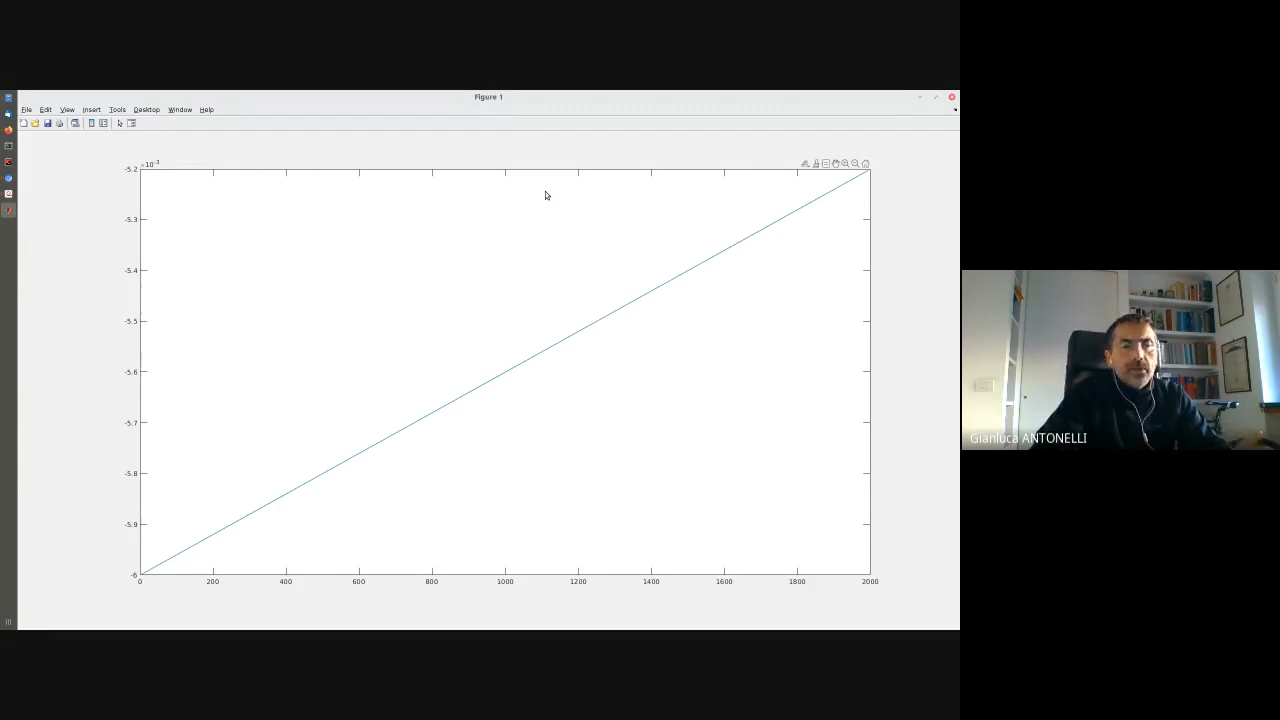 Figure 1
File Edit View Insert Tools Desktop Window Help
×10⁻³
-5.2
-5.3
-5.4
-5.5
-5.6
-5.7
-5.8
-5.9
-6
0 200 400 600 800 1000 1200 1400 1600 1800 2000
Gianluca ANTONELLI